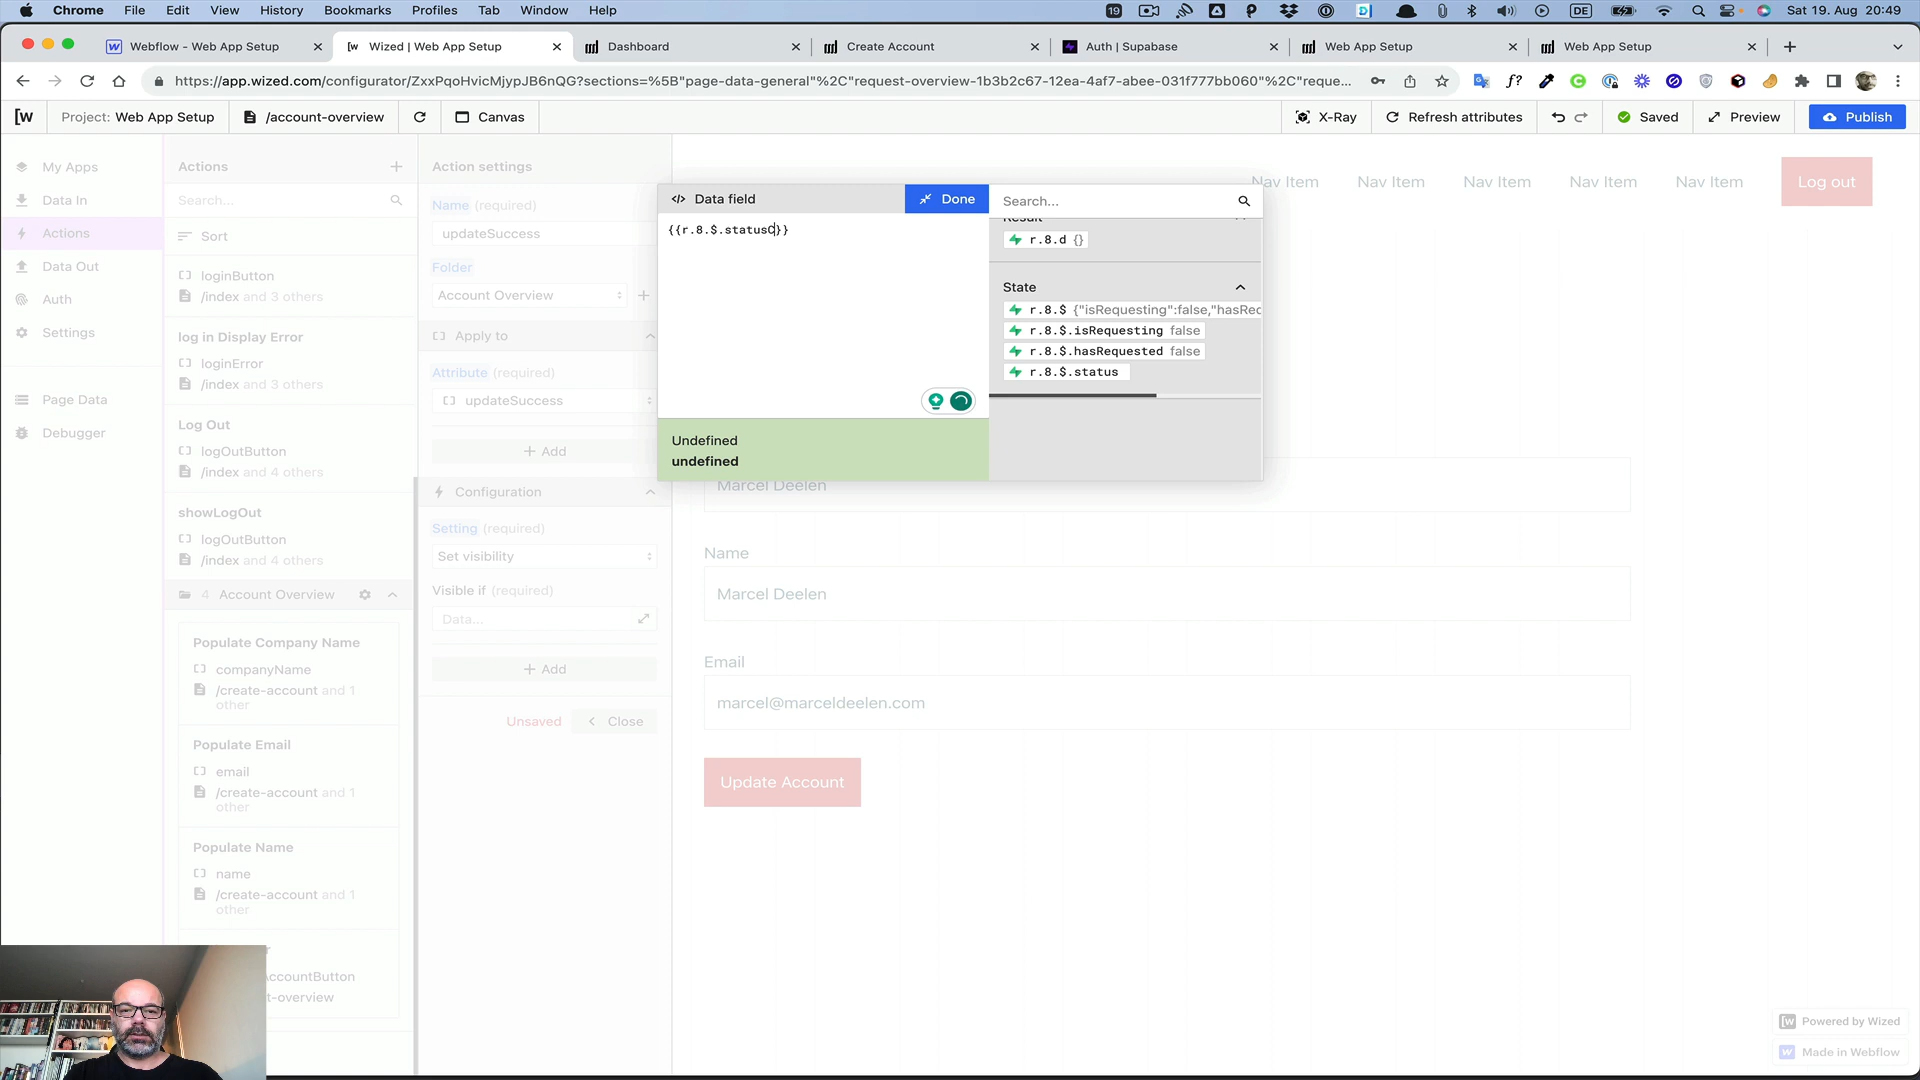 Chrome File Edit View History Bookmarks Profiles Tab Window Help
19 DE Sat 19. Aug 20:49
Webflow - Web App Setup
Wized | Web App Setup
Dashboard
Create Account
Auth | Supabase
Web App Setup
Web App Setup
https://app.wized.com/configurator/ZxxPqoHvicMjypJB6nQG?sections=%5B"page-data-general"%2C"request-overview-1b3b2c67-12ea-4af7-abee-031f777bb060"%2C"reque...
Project: Web App Setup
/account-overview
Canvas
X-Ray
Refresh attributes
Saved
Preview
Publish
My Apps
Data In
Actions
Data Out
Auth
Settings
Page Data
Debugger
Actions
Search...
Sort
loginButton
/index and 3 others
log in Display Error
loginError
/index and 3 others
Log Out
logOutButton
/index and 4 others
showLogOut
logOutButton
/index and 4 others
4 Account Overview
Populate Company Name
companyName
/create-account and 1
other
Populate Email
email
/create-account and 1
other
Populate Name
name
/create-account and 1
other
AccountButton
t-overview
Action settings
Name (required)
updateSuccess
Folder
Account Overview
Apply to
Attribute (required)
updateSuccess
Add
Configuration
Setting (required)
Set visibility
Visible if (required)
Data...
Add
Unsaved
Close
Data field
Done
{{r.8.$.statusC}}
Undefined
undefined
Search...
Result
r.8.d {}
State
r.8.$ {"isRequesting":false,"hasRec
r.8.$.isRequesting false
r.8.$.hasRequested false
r.8.$.status
Nav Item
Nav Item
Nav Item
Nav Item
Nav Item
Log out
Marcel Deelen
Name
Marcel Deelen
Email
marcel@marceldeelen.com
Update Account
Powered by Wized
Made in Webflow